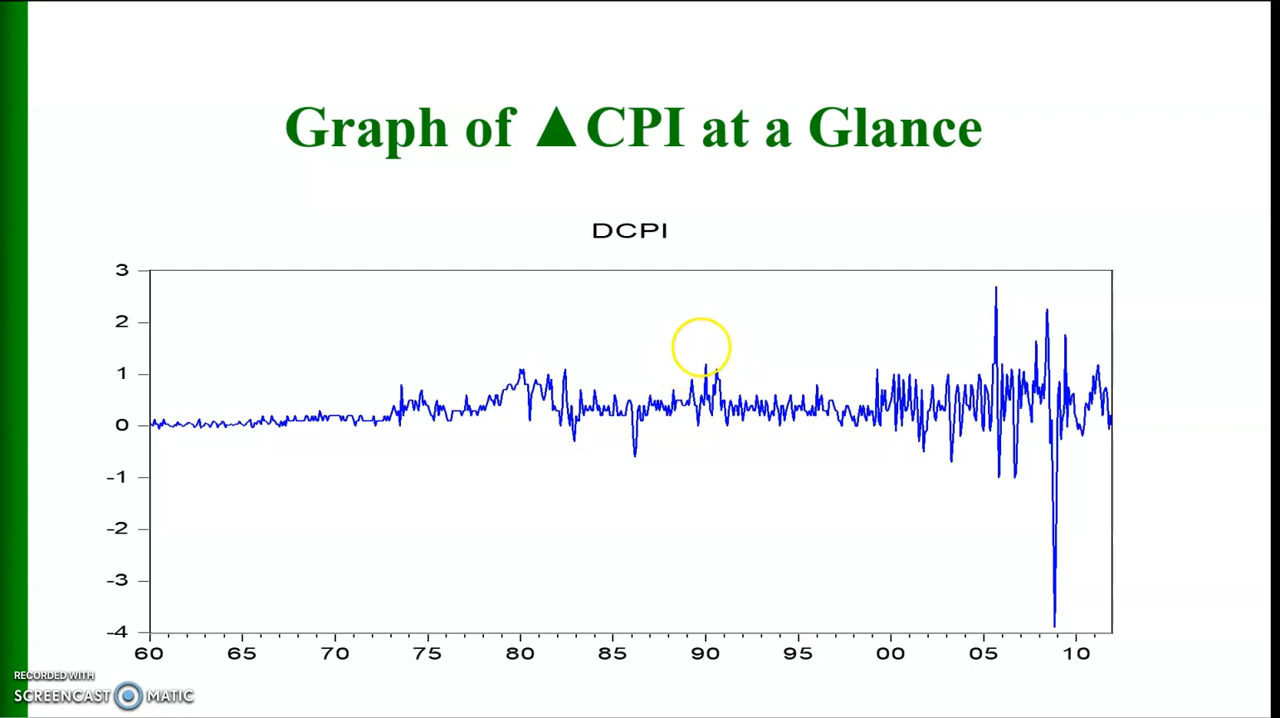 Graph of ▲CPI at a Glance
DCPI
3
2
1
0
-1
-2
-3
-4
60 65 70 75 80 85 90 95 00 05 10
RECORDED WITH
SCREENCAST MATIC